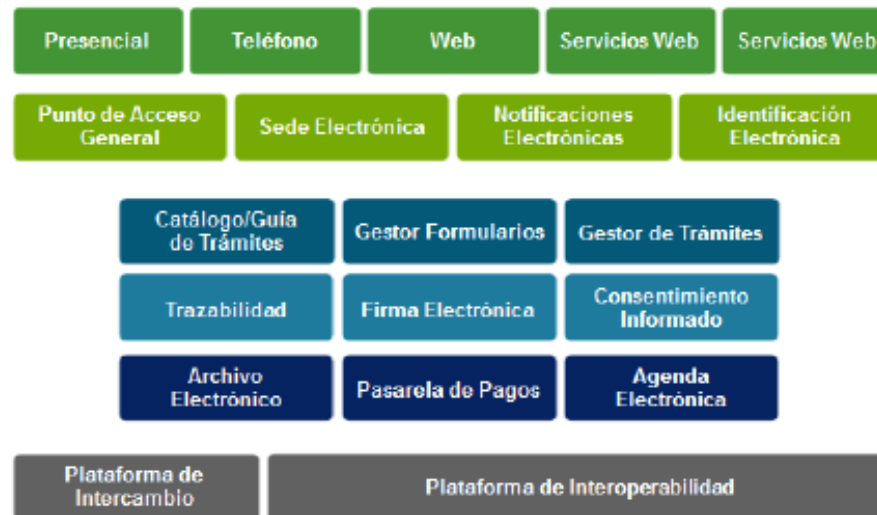 Presencial
Teléfono
Web
Servicios Web
Servicios Web
Punto de Acceso
General
Sede Electrónica
Notificaciones
Electrónicas
Identificación
Electrónica
Catálogo/Guía
de Trámites
Gestor Formularios
Gestor de Trámites
Trazabilidad
Firma Electrónica
Consentimiento
Informado
Archivo
Electrónico
Pasarela de Pagos
Agenda
Electrónica
Plataforma de
Intercambio
Plataforma de Interoperabilidad